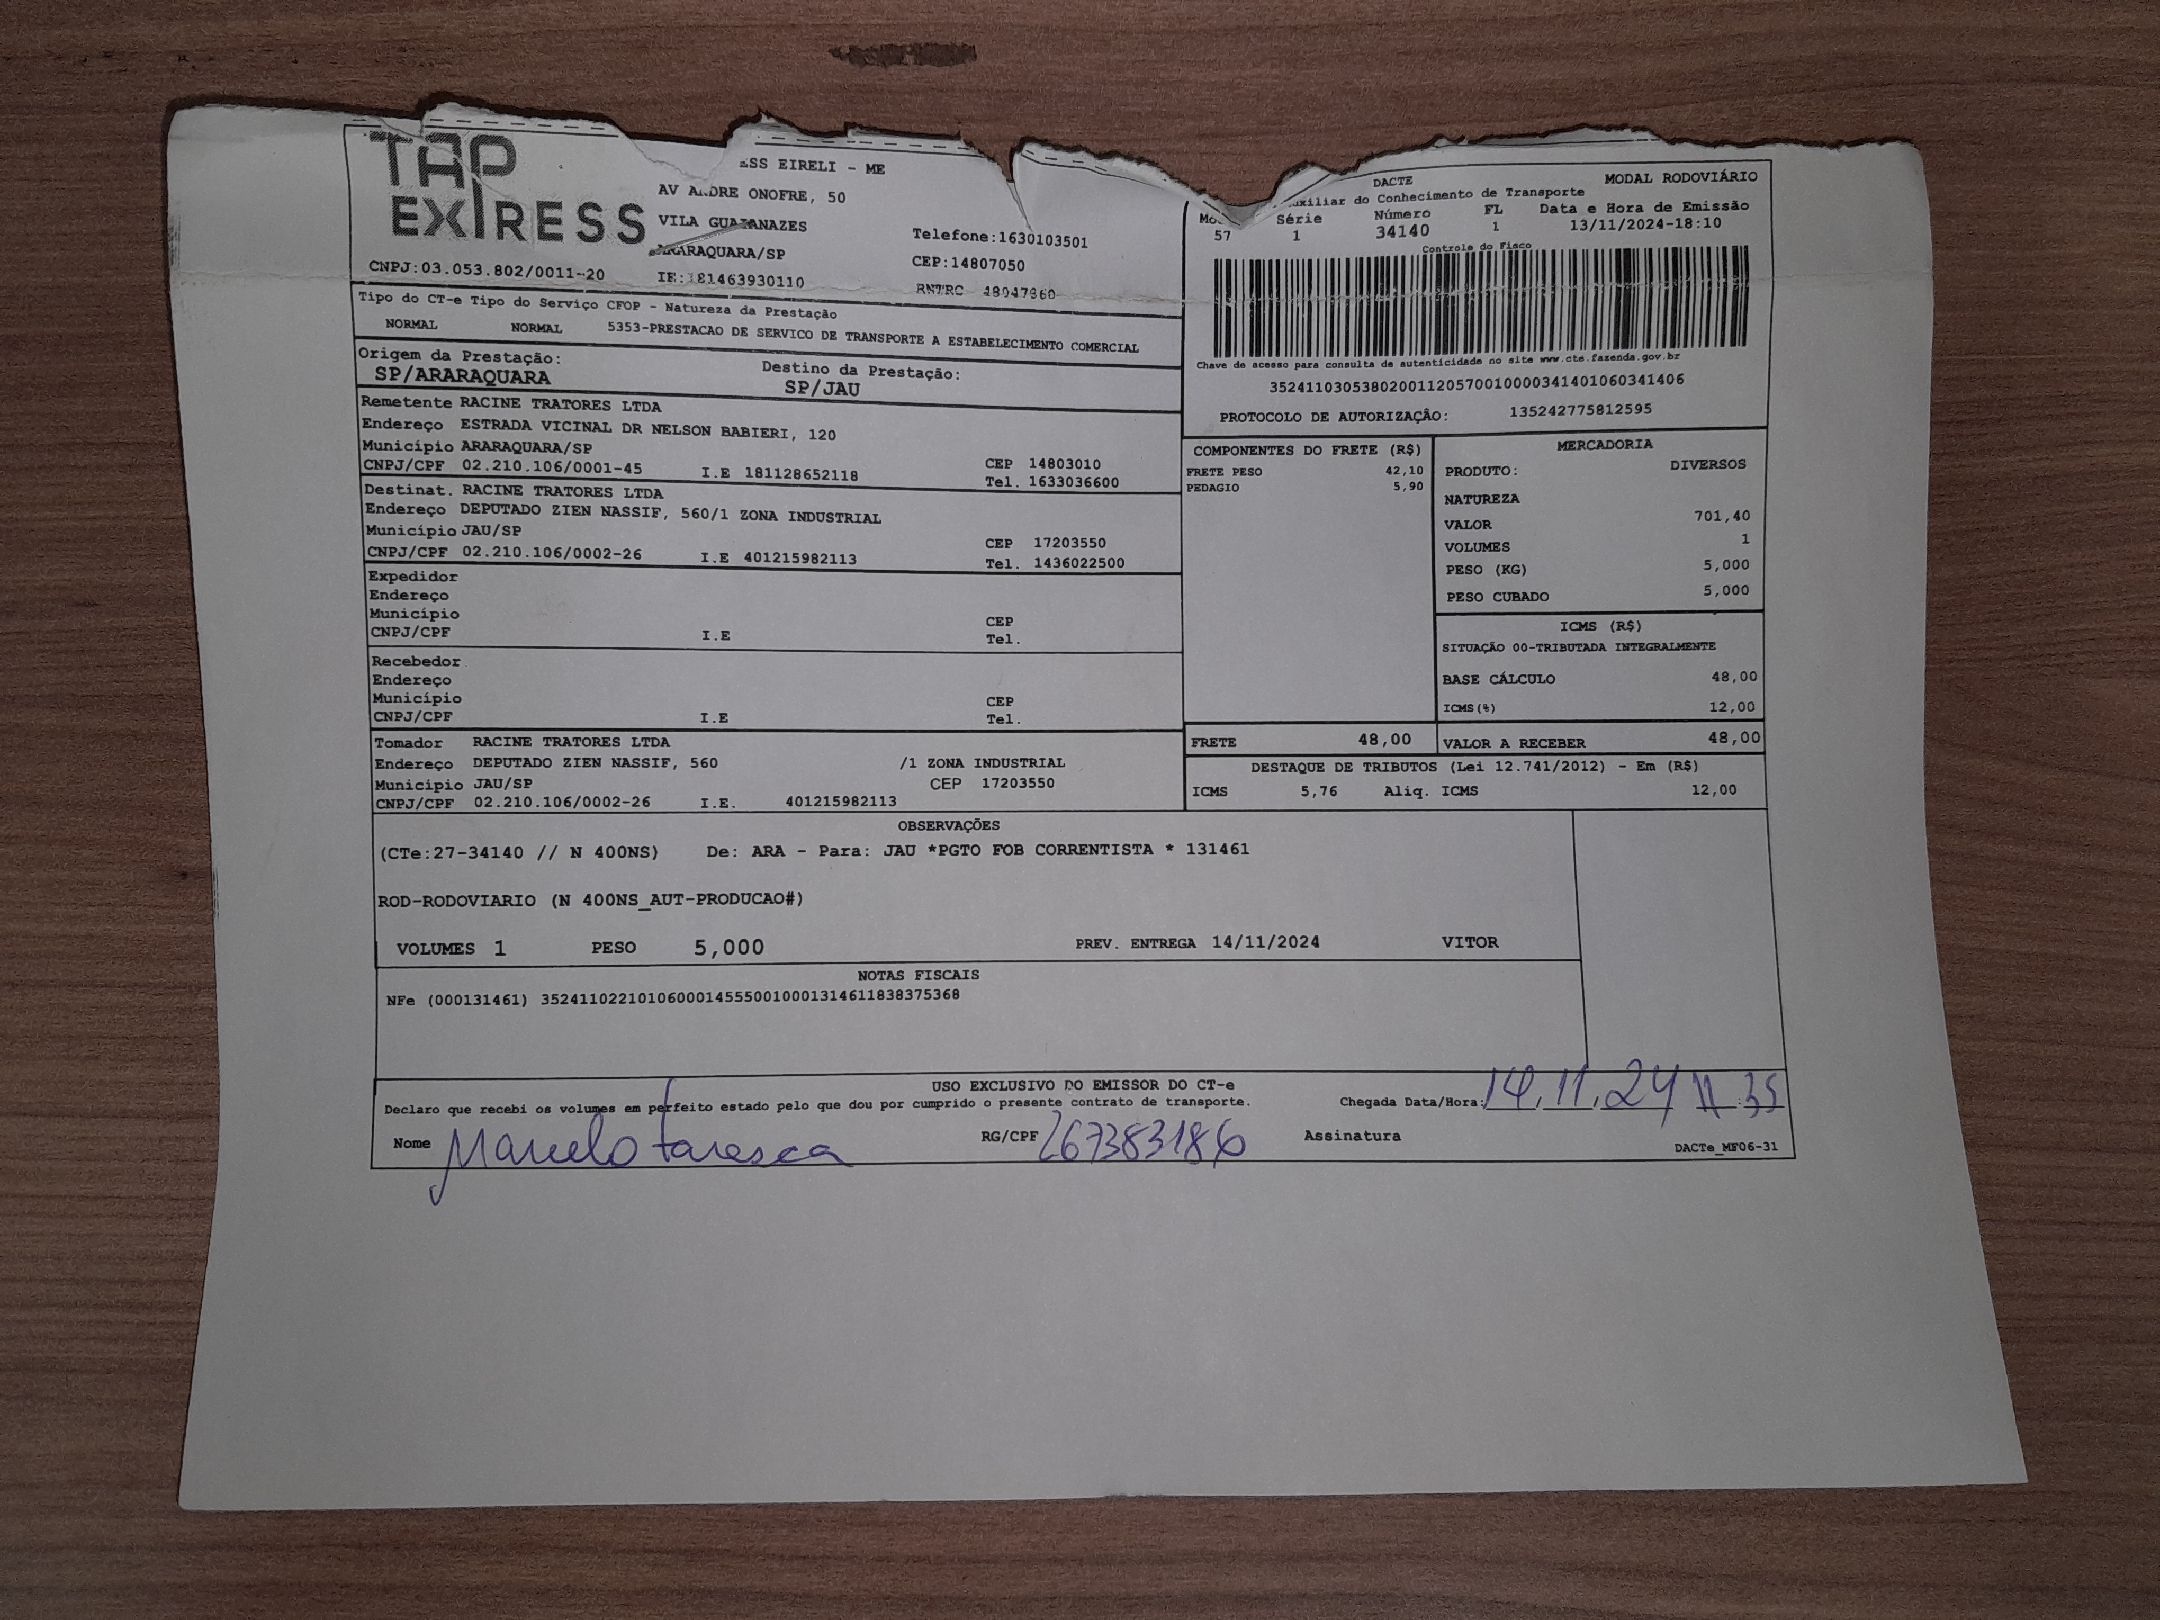 TAP
EXPRESS
ESS EIRELI - ME
AV ANDRE ONOFRE, 50
VILA GUAIANAZES
ARARAQUARA/SP
Telefone:1630103501
CEP:14807050
CNPJ:03.053.802/0011-20
IE:181463930110
RNTRC 48947960
DACTE
MODAL RODOVIÁRIO
uxiliar do Conhecimento de Transporte
Mo Série Número FL Data e Hora de Emissão
57 1 34140 1 13/11/2024-18:10
Controle do Fisco
Chave de acesso para consulta de autenticidade no site www.cte.fazenda.gov.br
35241103053802001120570010000341401060341406
PROTOCOLO DE AUTORIZAÇÃO: 135242775812595
Tipo do CT-e Tipo do Serviço CFOP - Natureza da Prestação
NORMAL NORMAL 5353-PRESTACAO DE SERVICO DE TRANSPORTE A ESTABELECIMENTO COMERCIAL
Origem da Prestação: Destino da Prestação:
SP/ARARAQUARA SP/JAU
Remetente RACINE TRATORES LTDA
Endereço ESTRADA VICINAL DR NELSON BABIERI, 120
Município ARARAQUARA/SP CEP 14803010
CNPJ/CPF 02.210.106/0001-45 I.E 181128652118 Tel. 1633036600
Destinat. RACINE TRATORES LTDA
Endereço DEPUTADO ZIEN NASSIF, 560/1 ZONA INDUSTRIAL
Município JAU/SP CEP 17203550
CNPJ/CPF 02.210.106/0002-26 I.E 401215982113 Tel. 1436022500
Expedidor
Endereço
Município CEP
CNPJ/CPF I.E Tel.
Recebedor
Endereço
Município CEP
CNPJ/CPF I.E Tel.
Tomador RACINE TRATORES LTDA
Endereço DEPUTADO ZIEN NASSIF, 560 /1 ZONA INDUSTRIAL
Município JAU/SP CEP 17203550
CNPJ/CPF 02.210.106/0002-26 I.E. 401215982113
COMPONENTES DO FRETE (R$)
FRETE PESO 42,10
PEDAGIO 5,90
MERCADORIA
PRODUTO: DIVERSOS
NATUREZA
VALOR 701,40
VOLUMES 1
PESO (KG) 5,000
PESO CUBADO 5,000
ICMS (R$)
SITUAÇÃO 00-TRIBUTADA INTEGRALMENTE
BASE CÁLCULO 48,00
ICMS(%) 12,00
FRETE 48,00 VALOR A RECEBER 48,00
DESTAQUE DE TRIBUTOS (Lei 12.741/2012) - Em (R$)
ICMS 5,76 Aliq. ICMS 12,00
OBSERVAÇÕES
(CTe:27-34140 // N 400NS) De: ARA - Para: JAU *PGTO FOB CORRENTISTA * 131461
ROD-RODOVIARIO (N 400NS_AUT-PRODUCAO#)
VOLUMES 1 PESO 5,000 PREV. ENTREGA 14/11/2024 VITOR
NOTAS FISCAIS
NFe (000131461) 35241102210106000145550010001314611838375368
USO EXCLUSIVO DO EMISSOR DO CT-e
Declaro que recebi os volumes em perfeito estado pelo que dou por cumprido o presente contrato de transporte. Chegada Data/Hora: 14.11.24 11:35
Nome Marcelo Faresca RG/CPF 267383186 Assinatura
DACTe_MF06-31